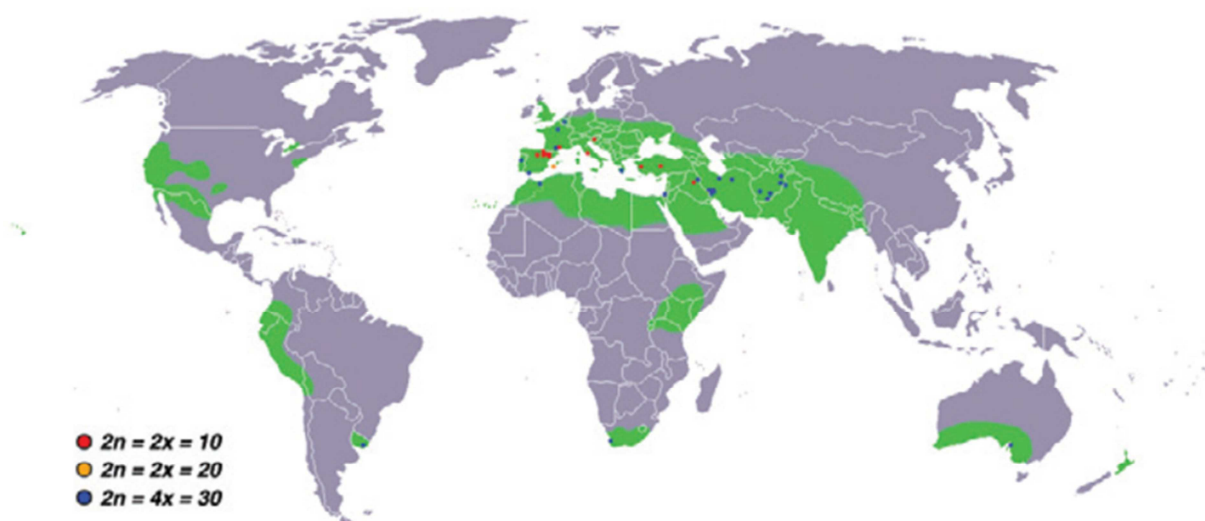 2n = 2x = 10
2n = 2x = 20
2n = 4x = 30